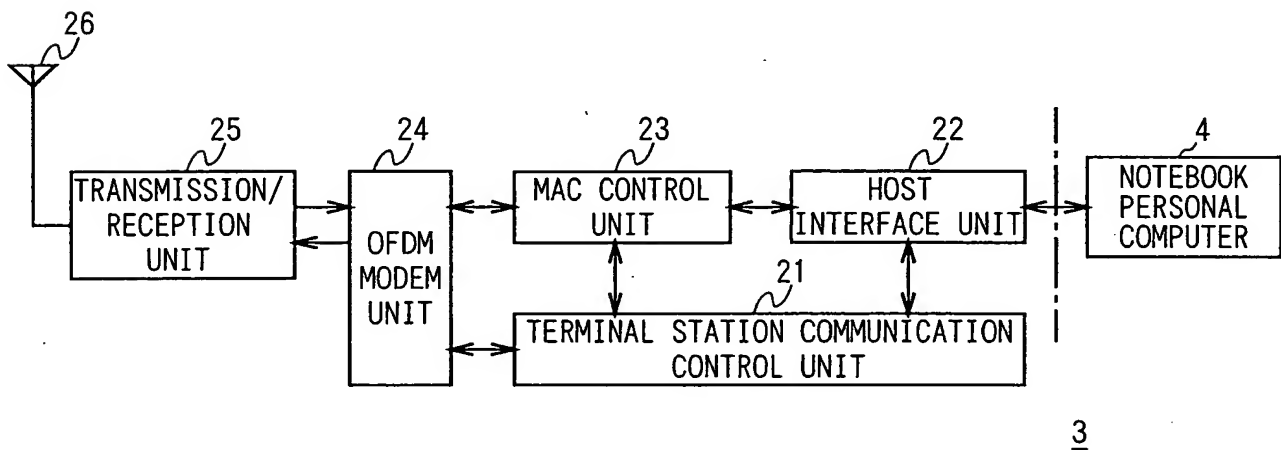 26
25
24
23
22
4
TRANSMISSION/
RECEPTION
UNIT
OFDM
MODEM
UNIT
MAC CONTROL
UNIT
HOST
INTERFACE UNIT
NOTEBOOK
PERSONAL
COMPUTER
21
TERMINAL STATION COMMUNICATION
CONTROL UNIT
3